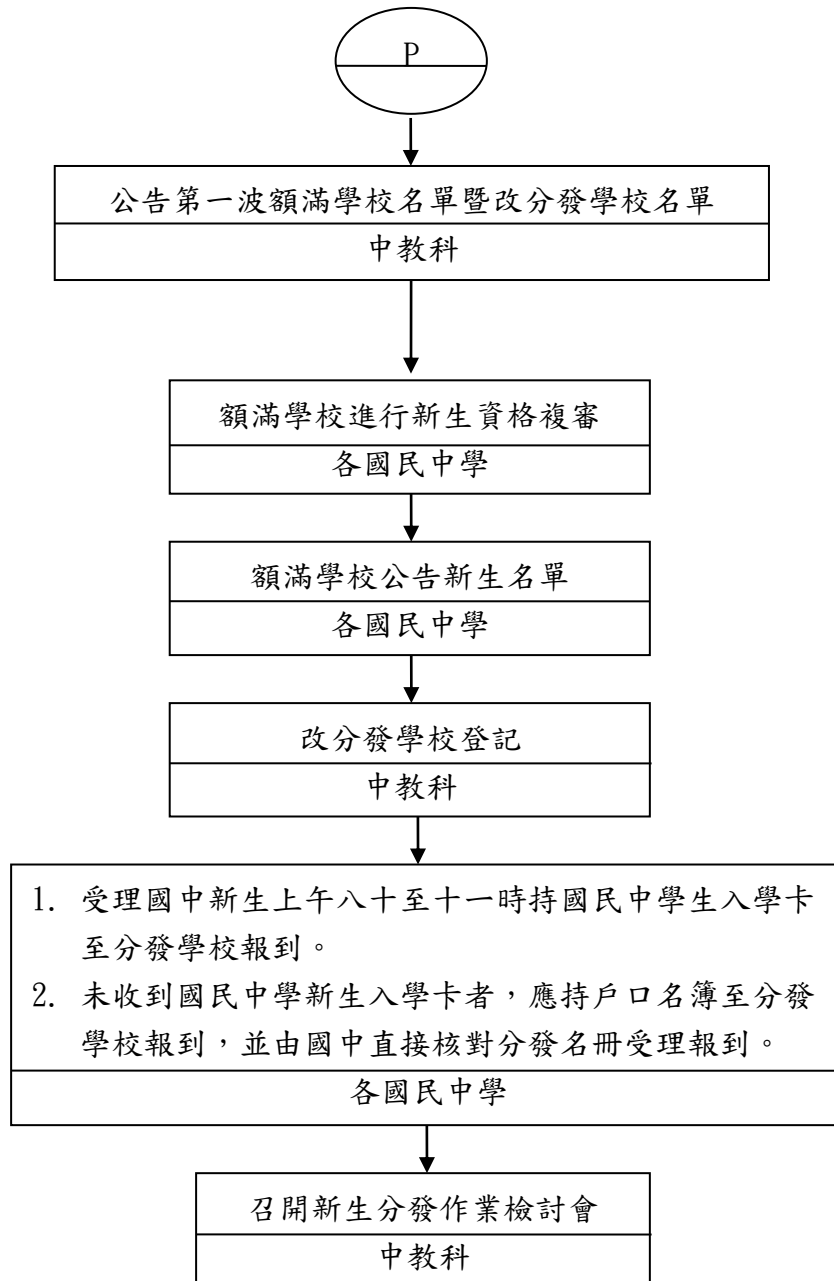 P
公告第一波額滿學校名單暨改分發學校名單
中教科
額滿學校進行新生資格複審
各國民中學
額滿學校公告新生名單
各國民中學
改分發學校登記
中教科
1. 受理國中新生上午八十至十一時持國民中學生入學卡
至分發學校報到。
2. 未收到國民中學新生入學卡者，應持戶口名簿至分發
學校報到，並由國中直接核對分發名冊受理報到。
各國民中學
召開新生分發作業檢討會
中教科